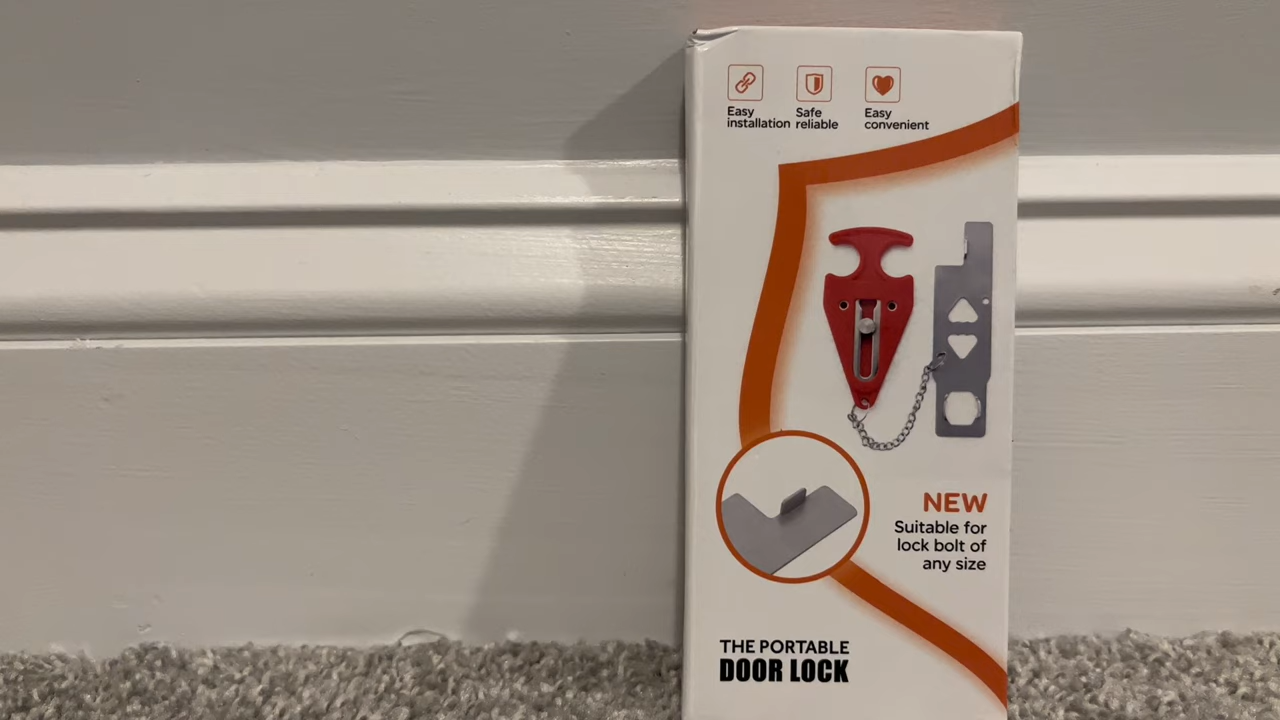 Easy
installation
Safe
reliable
Easy
convenient
NEW
Suitable for
lock bolt of
any size
THE PORTABLE
DOOR LOCK